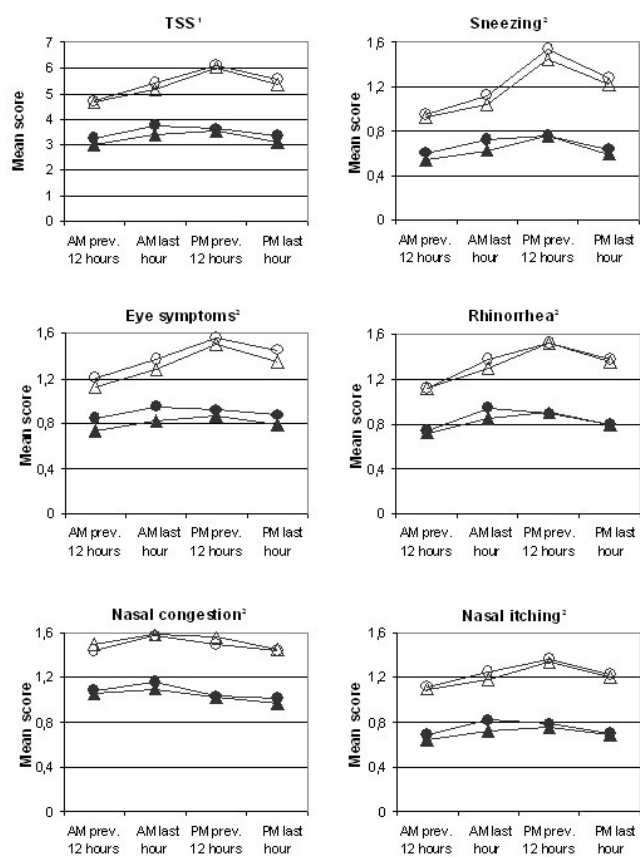 TSS¹
Mean score
7
6
5
4
3
2
1
0
AM prev. AM last PM prev. PM last
12 hours hour 12 hours hour
Sneezing²
Mean score
1,6
1,2
0,8
0,4
0
AM prev. AM last PM prev. PM last
12 hours hour 12 hours hour
Eye symptoms²
Mean score
1,6
1,2
0,8
0,4
0
AM prev. AM last PM prev. PM last
12 hours hour 12 hours hour
Rhinorrhea²
Mean score
1,6
1,2
0,8
0,4
0
AM prev. AM last PM prev. PM last
12 hours hour 12 hours hour
Nasal congestion²
Mean score
1,6
1,2
0,8
0,4
0
AM prev. AM last PM prev. PM last
12 hours hour 12 hours hour
Nasal itching²
Mean score
1,6
1,2
0,8
0,4
0
AM prev. AM last PM prev. PM last
12 hours hour 12 hours hour